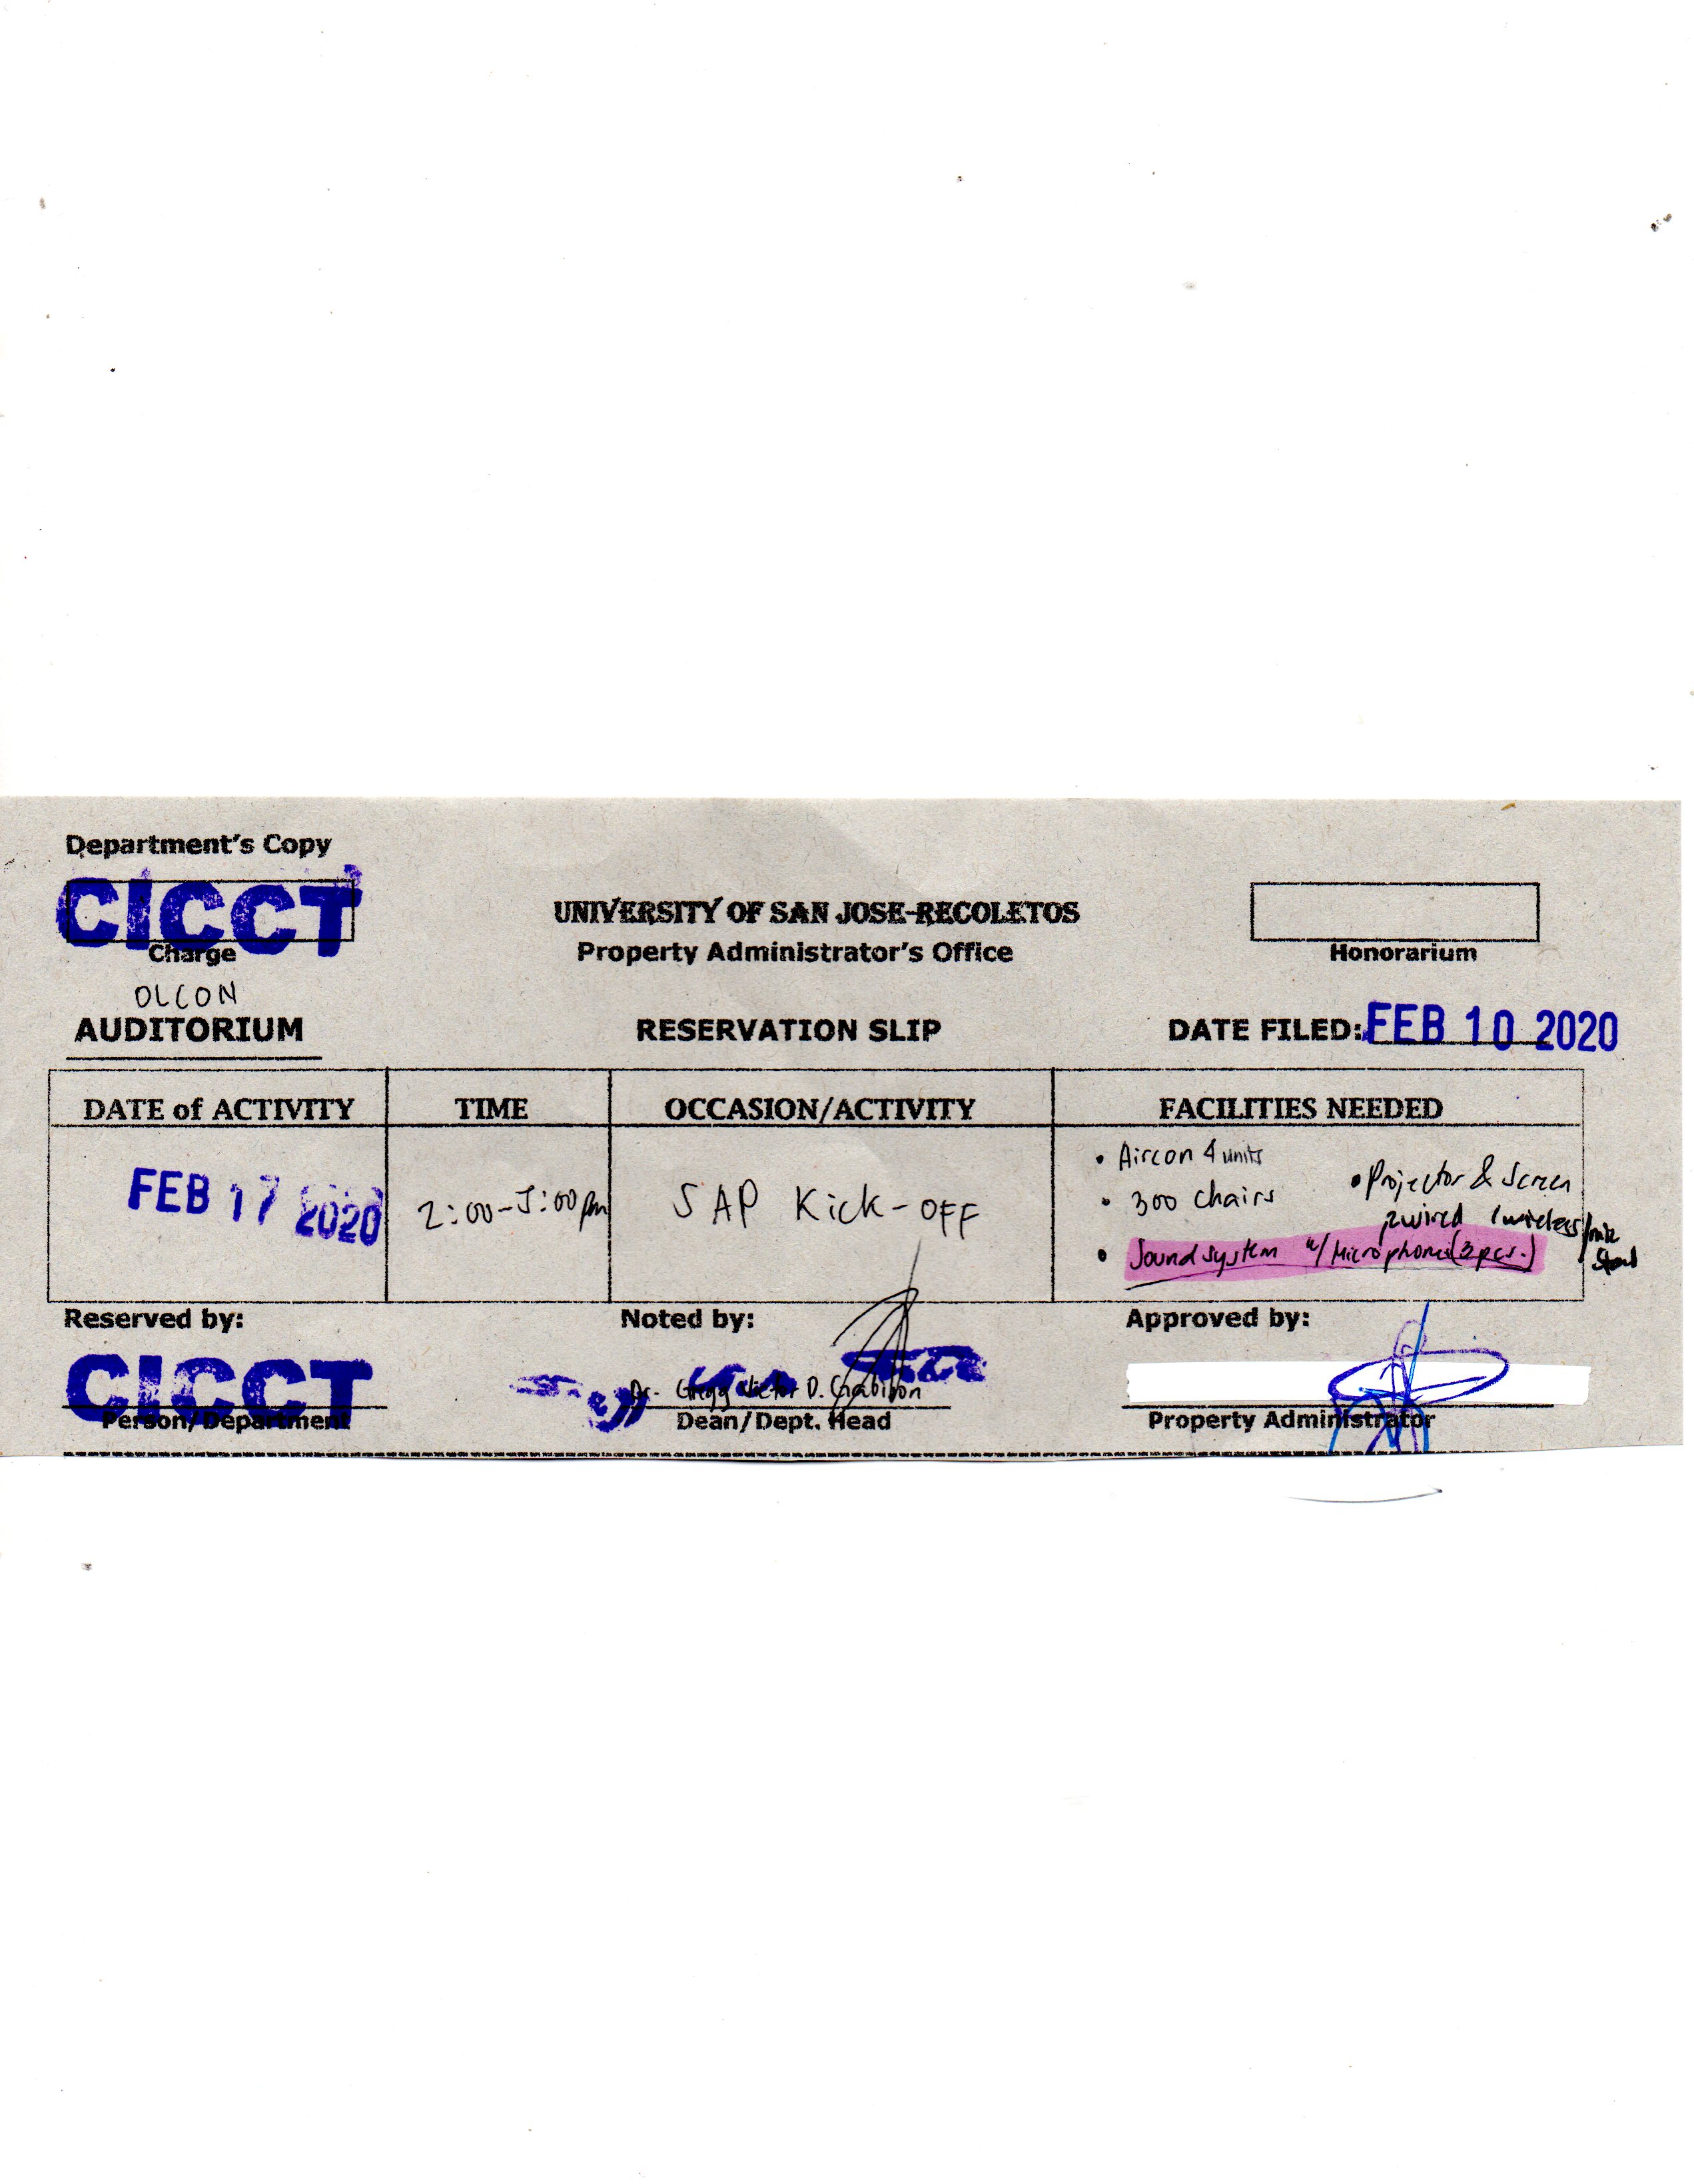 Department's Copy
CICCT
Charge
UNIVERSITY OF SAN JOSE-RECOLETOS
Property Administrator's Office
Honorarium
OLCON
AUDITORIUM
RESERVATION SLIP
DATE FILED: FEB 10 2020
DATE of ACTIVITY TIME OCCASION/ACTIVITY FACILITIES NEEDED
FEB 17 2020
2:00-5:00pm
SAP Kick-OFF
• Aircon 4 units
• 300 chairs
• Projector & Screen
2 wired 1 wireless/mic
stand
• Sound system w/ Microphones (3 pcs.)
Reserved by: Noted by: Approved by:
CICCT
Dr. Gregg Victor D.
Person/Department Dean/Dept. Head Property Administrator